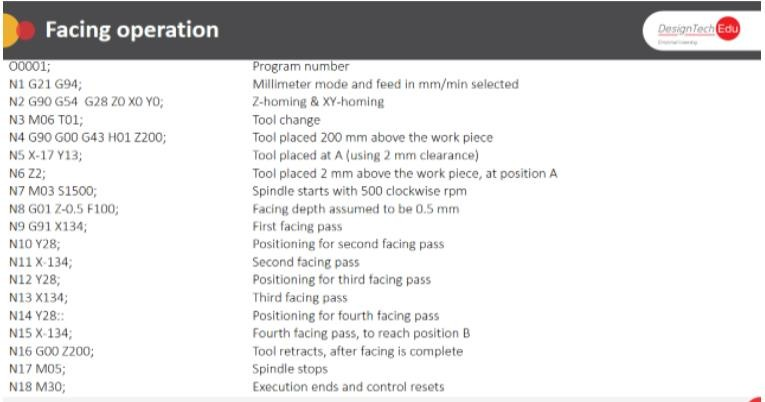 Facing operation
DesignTech Edu
O0001; Program number
N1 G21 G94; Millimeter mode and feed in mm/min selected
N2 G90 G54 G28 Z0 X0 Y0; Z-homing & XY-homing
N3 M06 T01; Tool change
N4 G90 G00 G43 H01 Z200; Tool placed 200 mm above the work piece
N5 X-17 Y13; Tool placed at A (using 2 mm clearance)
N6 Z2; Tool placed 2 mm above the work piece, at position A
N7 M03 S1500; Spindle starts with 500 clockwise rpm
N8 G01 Z-0.5 F100; Facing depth assumed to be 0.5 mm
N9 G91 X134; First facing pass
N10 Y28; Positioning for second facing pass
N11 X-134; Second facing pass
N12 Y28; Positioning for third facing pass
N13 X134; Third facing pass
N14 Y28:: Positioning for fourth facing pass
N15 X-134; Fourth facing pass, to reach position B
N16 G00 Z200; Tool retracts, after facing is complete
N17 M05; Spindle stops
N18 M30; Execution ends and control resets